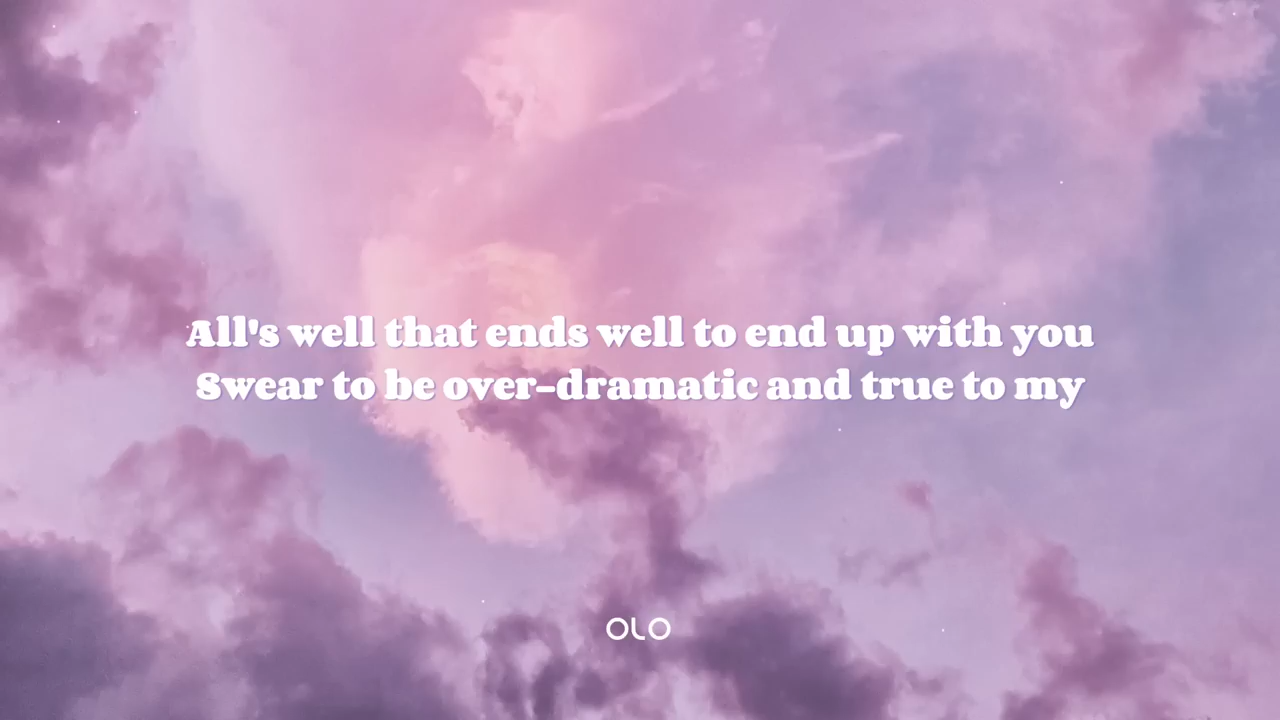 All's well that ends well to end up with you
Swear to be over-dramatic and true to my
OLO